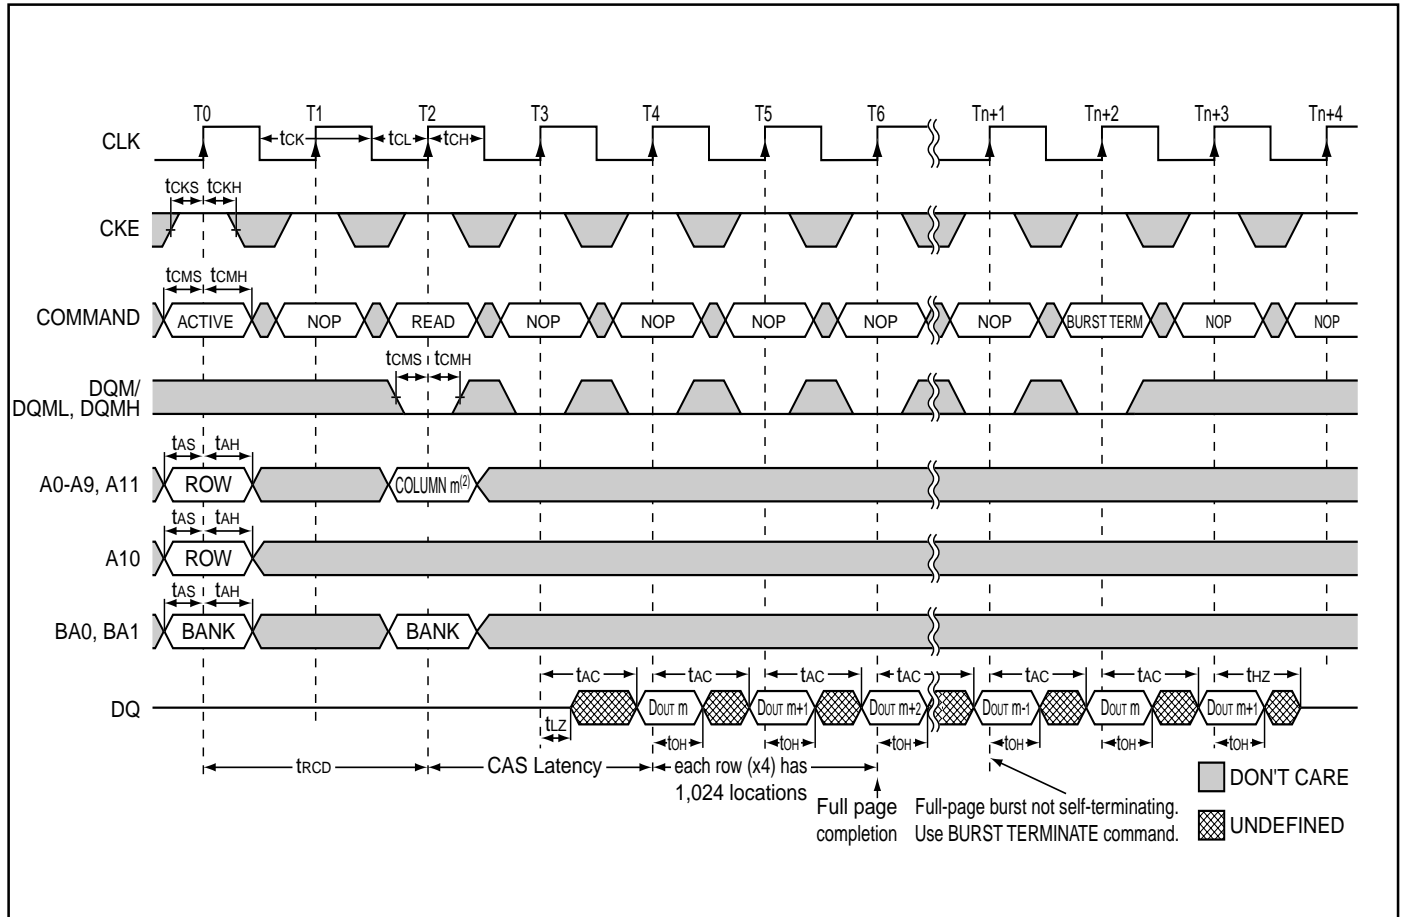 T0 T1 T2 T3 T4 T5 T6 Tn+1 Tn+2 Tn+3 Tn+4
CLK tCK tCL tCH
tCKS tCKH
CKE
tCMS tCMH
COMMAND ACTIVE NOP READ NOP NOP NOP NOP NOP BURST TERM NOP NOP
tCMS tCMH
DQM/
DQML, DQMH
tAS tAH
A0-A9, A11 ROW COLUMN m(2)
tAS tAH
A10 ROW
tAS tAH
BA0, BA1 BANK BANK
tAC tAC tAC tAC tAC tAC tHZ
DQ DOUT m DOUT m+1 DOUT m+2 DOUT m-1 DOUT m DOUT m+1
tLZ tOH tOH tOH tOH tOH tOH
tRCD CAS Latency each row (x4) has
1,024 locations
Full page
completion
Full-page burst not self-terminating.
Use BURST TERMINATE command.
DON'T CARE
UNDEFINED